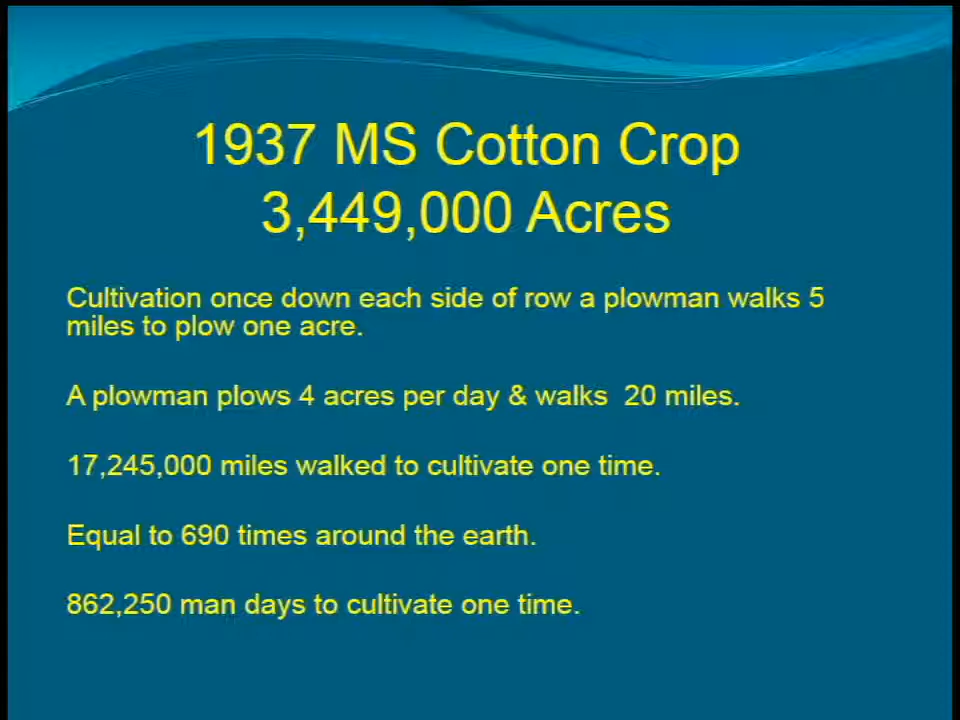 1937 MS Cotton Crop
3,449,000 Acres
Cultivation once down each side of row a plowman walks 5
miles to plow one acre.
A plowman plows 4 acres per day & walks  20 miles.
17,245,000 miles walked to cultivate one time.
Equal to 690 times around the earth.
862,250 man days to cultivate one time.